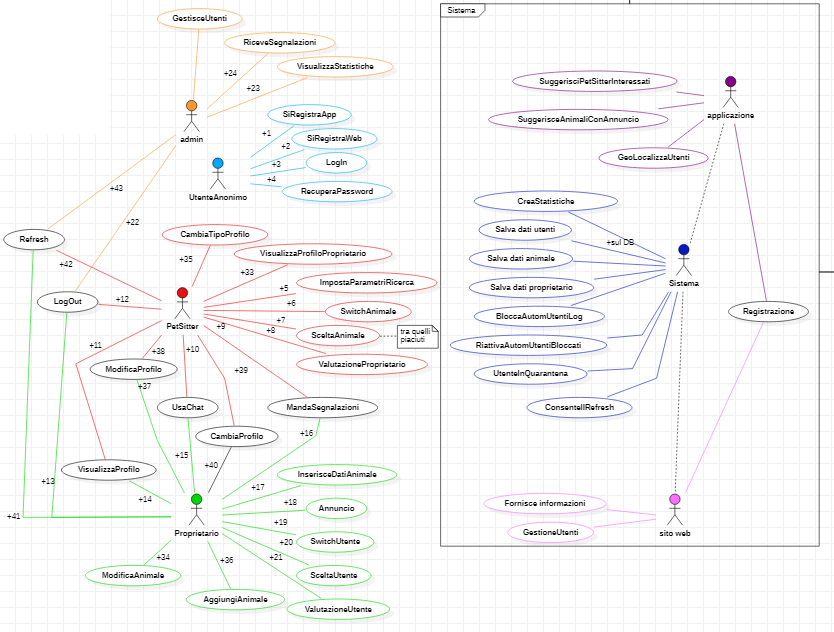 GestisceUtenti
RiceveSegnalazioni
VisualizzaStatistiche
+24
+23
admin
SiRegistraApp
+1
SiRegistraWeb
+2
LogIn
+3
UtenteAnonimo
+4
RecuperaPassword
+43
+22
Refresh
CambiaTipoProfilo
VisualizzaProfiloProprietario
+35
+42
+33
ImpostaParametriRicerca
+5
LogOut
+12
+6
SwitchAnimale
PetSitter
+7
+9
+8
SceltaAnimale
tra quelli
piaciuti
+11
+38
+10
ValutazioneProprietario
ModificaProfilo
+39
+37
UsaChat
MandaSegnalazioni
CambiaProfilo
+16
+15
+40
VisualizzaProfilo
InserisceDatiAnimale
+13
+17
+14
+18
Annuncio
+41
Proprietario
+19
+20
SwitchUtente
+34
+36
+21
ModificaAnimale
SceltaUtente
AggiungiAnimale
ValutazioneUtente
Sistema
SuggerisciPetSitterInteressati
SuggerisceAnimaliConAnnuncio
applicazione
GeoLocalizzaUtenti
CreaStatistiche
Salva dati utenti
+sul DB
Salva dati animale
Salva dati proprietario
Sistema
BloccaAutomUtentiLog
Registrazione
RiattivaAutomUtentiBloccati
UtenteInQuarantena
ConsenteIlRefresh
Fornisce informazioni
GestioneUtenti
sito web